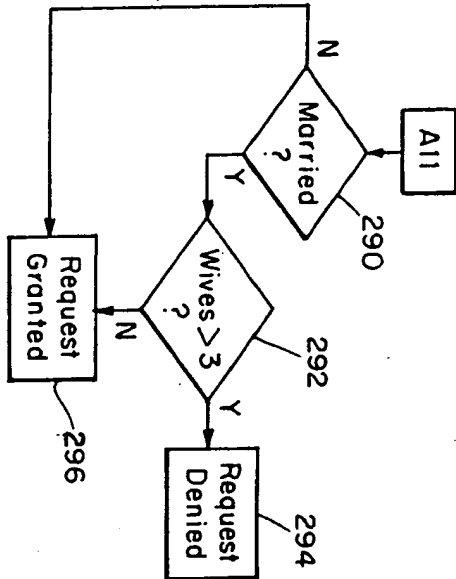 A11
Married
?
290
N
Y
Wives > 3
?
292
N
Y
Request
Granted
296
Request
Denied
294